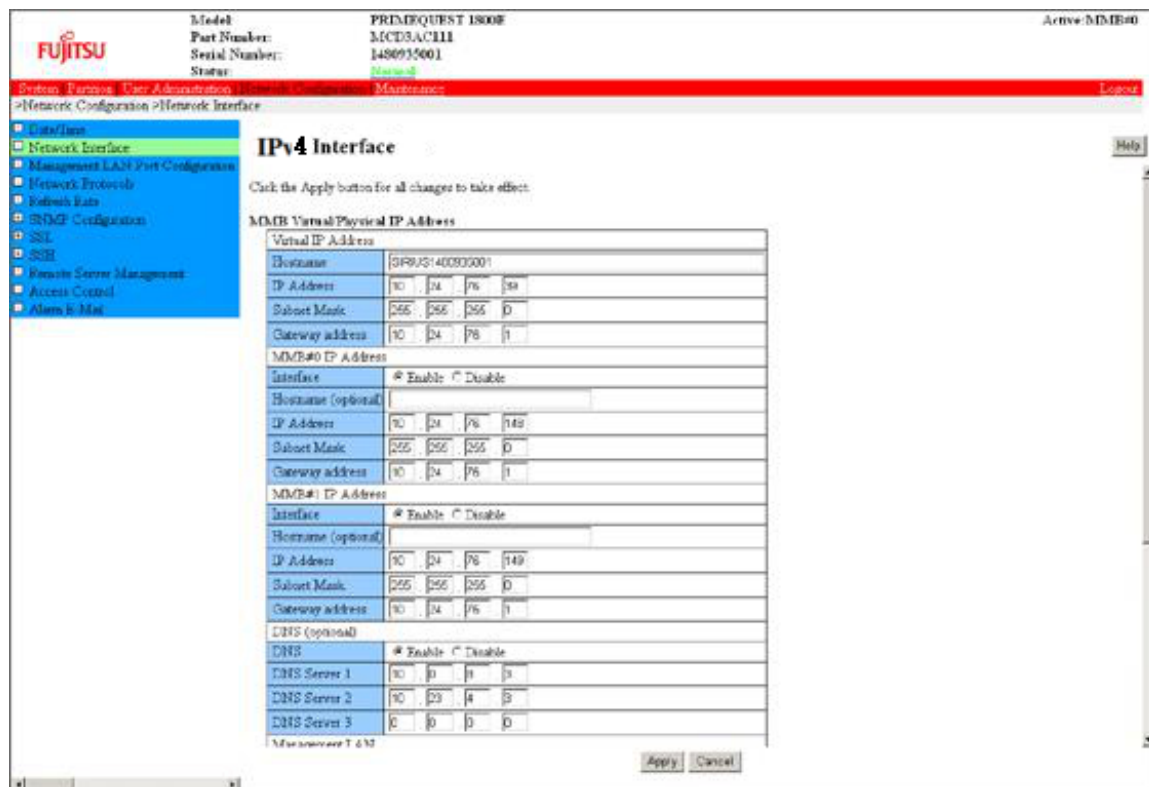 FUJITSU
Model: PRIMEQUEST 1800E
Part Number: MCD3AC111
Serial Number: 1480935001
Status: Normal
Active:MMB#0
System Partition User Administration Network Configuration Maintenance Logout
>Network Configuration >Network Interface
Date/Time
Network Interface
Management LAN Port Configuration
Network Protocols
Refresh Rate
SNMP Configuration
SSL
SSH
Remote Server Management
Access Control
Alarm E-Mail
IPv4 Interface
Help
Click the Apply button for all changes to take effect.
MMB Virtual/Physical IP Address
Virtual IP Address
Hostname SIRIUS1480935001
IP Address 10 . 24 . 76 . 39
Subnet Mask 255 . 255 . 255 . 0
Gateway address 10 . 24 . 76 . 1
MMB#0 IP Address
Interface Enable Disable
Hostname (optional)
IP Address 10 . 24 . 76 . 148
Subnet Mask 255 . 255 . 255 . 0
Gateway address 10 . 24 . 76 . 1
MMB#1 IP Address
Interface Enable Disable
Hostname (optional)
IP Address 10 . 24 . 76 . 149
Subnet Mask 255 . 255 . 255 . 0
Gateway address 10 . 24 . 76 . 1
DNS (optional)
DNS Enable Disable
DNS Server 1 10 . 0 . . 3
DNS Server 2 10 . 23 . 4 . 3
DNS Server 3 0 . 0 . 0 . 0
Management LAN
Apply Cancel